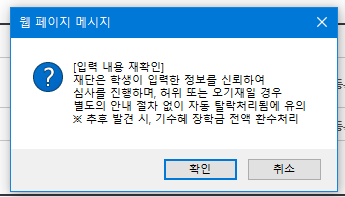 웹 페이지 메시지
[입력 내용 재확인]
재단은 학생이 입력한 정보를 신뢰하여
심사를 진행하며, 허위 또는 오기재일 경우
별도의 안내 절차 없이 자동 탈락처리됨에 유의
※ 추후 발견 시, 기수혜 장학금 전액 환수처리
확인 취소